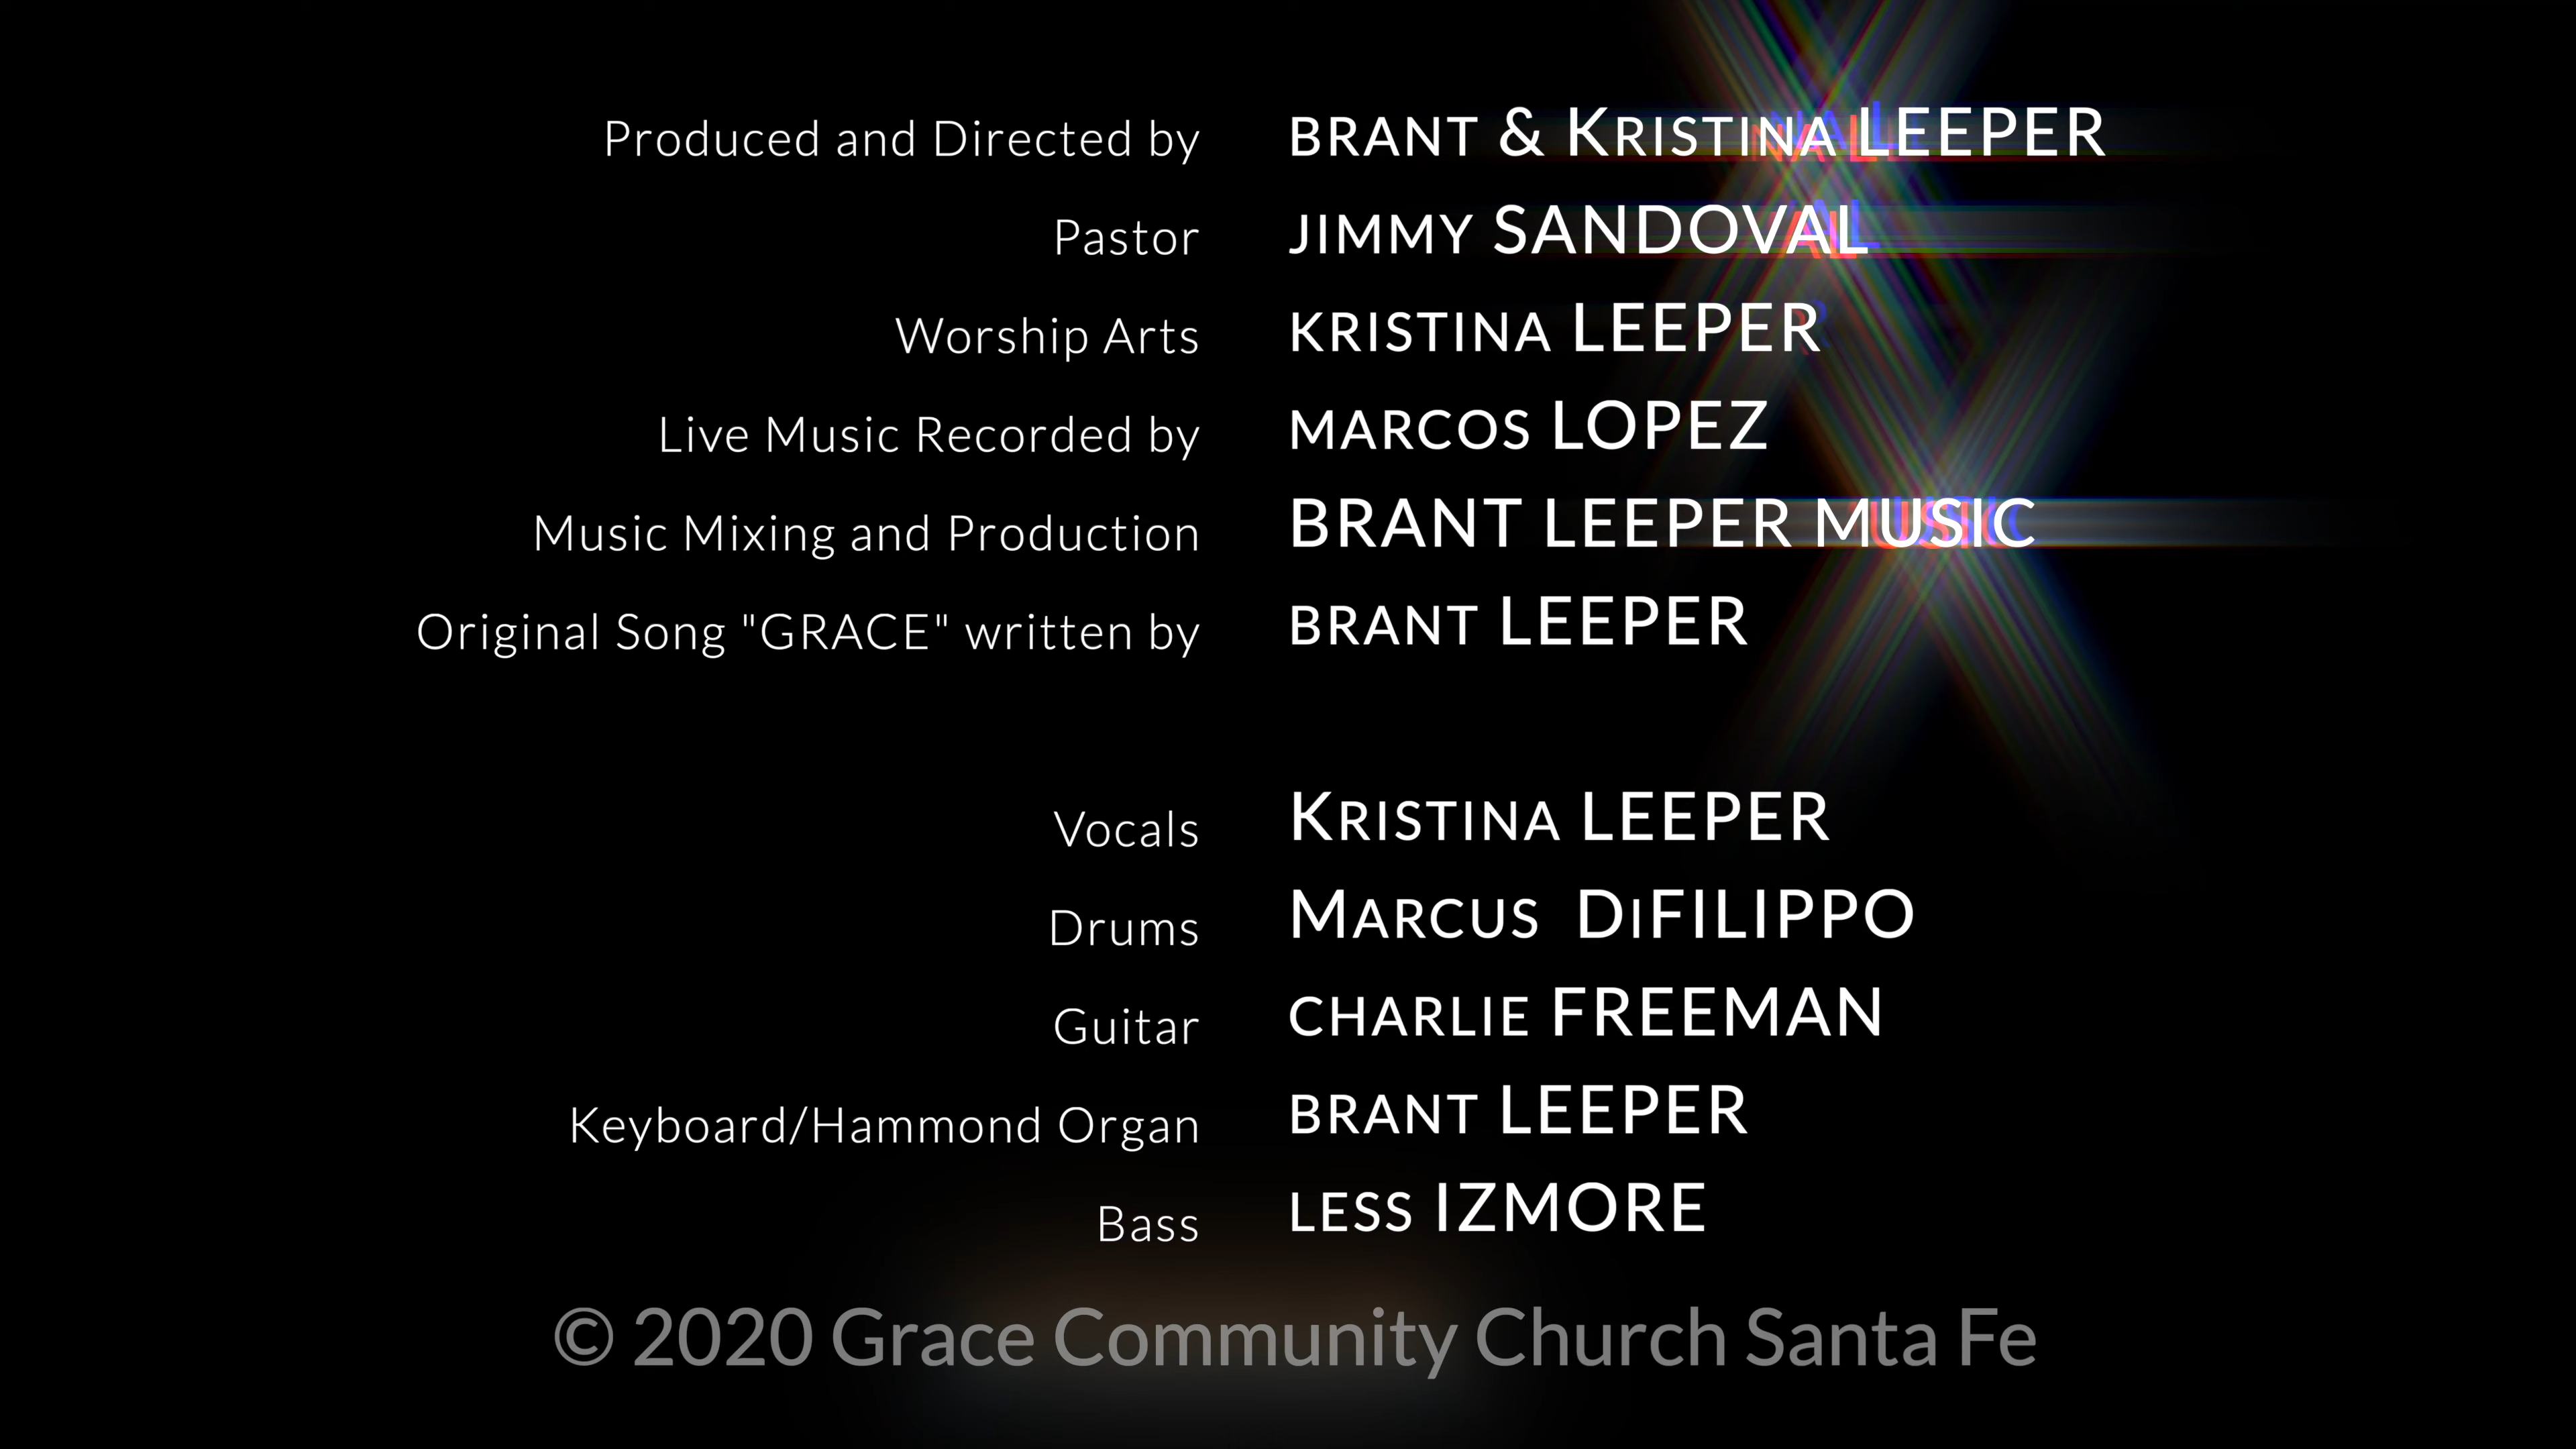 Produced and Directed by BRANT & KRISTINA LEEPER
Pastor JIMMY SANDOVAL
Worship Arts KRISTINA LEEPER
Live Music Recorded by MARCOS LOPEZ
Music Mixing and Production BRANT LEEPER MUSIC
Original Song "GRACE" written by BRANT LEEPER
Vocals KRISTINA LEEPER
Drums MARCUS DIFILIPPO
Guitar CHARLIE FREEMAN
Keyboard/Hammond Organ BRANT LEEPER
Bass LESS IZMORE
© 2020 Grace Community Church Santa Fe